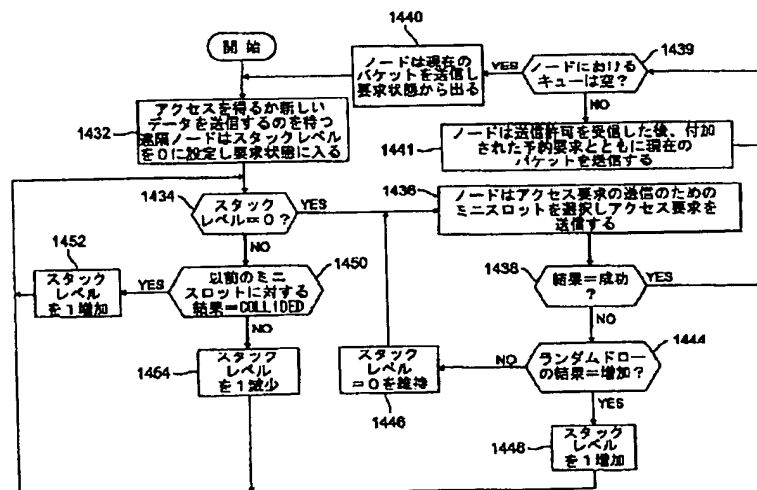 開始
1432
アクセスを得るか新しい
データを送信するのを待つ
遠隔ノードはスタックレベル
を0に設定し要求状態に入る
1440
ノードは現在の
パケットを送信し
要求状態から出る
YES
1439
ノードにおける
キューは空?
NO
1441
ノードは送信許可を受信した後、付加
された予約要求とともに現在の
パケットを送信する
1434
スタック
レベル=0?
YES
NO
1436
ノードはアクセス要求の送信のための
ミニスロットを選択しアクセス要求を
送信する
1438
結果=成功
?
YES
NO
1452
スタック
レベル
を1増加
YES
1450
以前のミニ
スロットに対する
結果=COLLIDED
NO
1454
スタック
レベル
を1減少
スタック
レベル
=0を維持
1446
NO
1444
ランダムドロー
の結果=増加?
YES
1448
スタック
レベル
を1増加